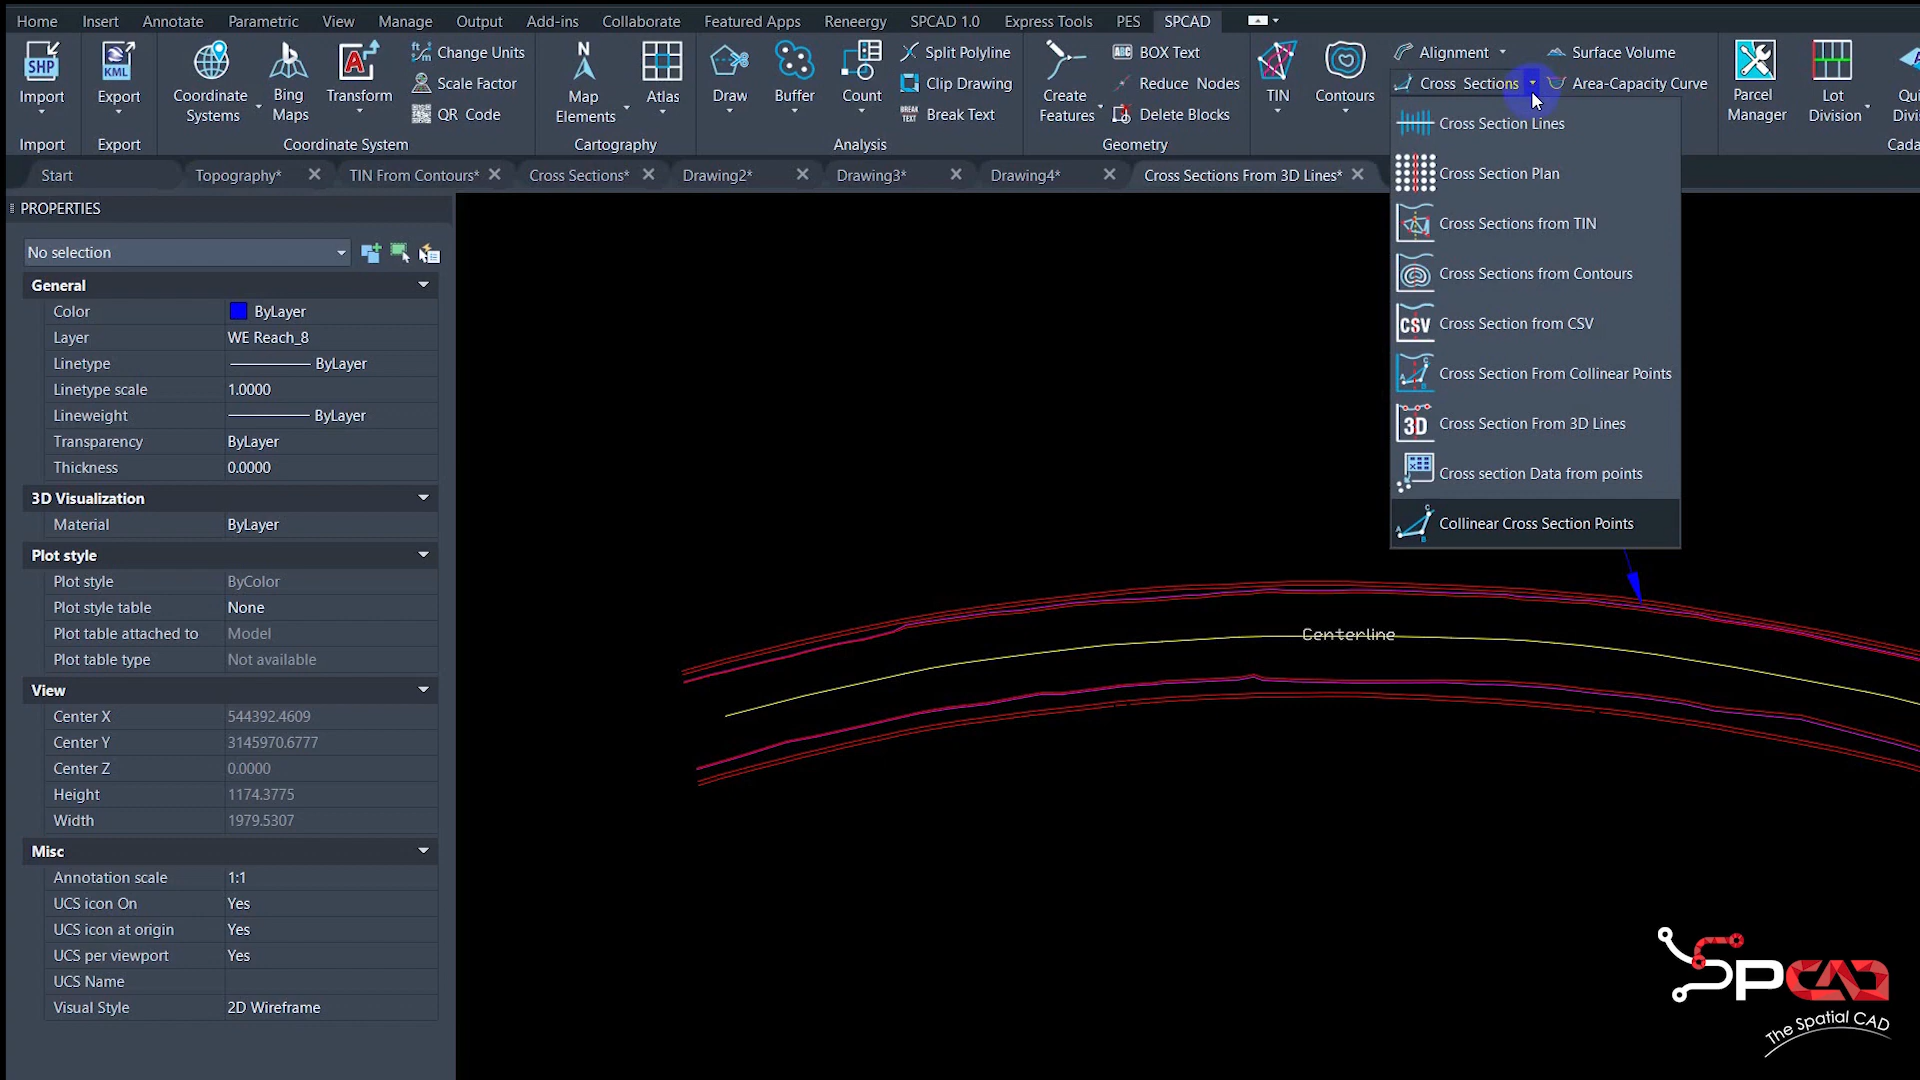 Home Insert Annotate Parametric View Manage Output Add-ins Collaborate Featured Apps Reneergy SPCAD 1.0 Express Tools PES SPCAD
SHP
Import
KML
Export
Coordinate
Systems
Bing
Maps
A
Transform
Change Units
Scale Factor
QR Code
N
Map
Elements
Atlas
Draw
Buffer
Count
Split Polyline
Clip Drawing
BREAK
TEXT
Break Text
Create
Features
ABC
BOX Text
Reduce Nodes
Delete Blocks
TIN
Contours
Alignment
Cross Sections
Surface Volume
Area-Capacity Curve
Parcel
Manager
Lot
Division
Import Export Coordinate System Cartography Analysis Geometry
Start Topography* TIN From Contours* Cross Sections* Drawing2* Drawing3* Drawing4* Cross Sections From 3D Lines*
Cross Section Lines
Cross Section Plan
Cross Sections from TIN
Cross Sections from Contours
CSV Cross Section from CSV
A B C Cross Section From Collinear Points
3D Cross Section From 3D Lines
Cross section Data from points
A B C Collinear Cross Section Points
PROPERTIES
No selection
General
Color ByLayer
Layer WE Reach_8
Linetype ByLayer
Linetype scale 1.0000
Lineweight ByLayer
Transparency ByLayer
Thickness 0.0000
3D Visualization
Material ByLayer
Plot style
Plot style ByColor
Plot style table None
Plot table attached to Model
Plot table type Not available
View
Center X 544392.4609
Center Y 3145970.6777
Center Z 0.0000
Height 1174.3775
Width 1979.5307
Misc
Annotation scale 1:1
UCS icon On Yes
UCS icon at origin Yes
UCS per viewport Yes
UCS Name
Visual Style 2D Wireframe
Centerline
SPCAD
The Spatial CAD